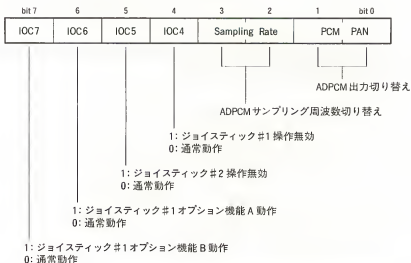 bit 7 6 5 4 3 2 1 bit 0
IOC7 IOC6 IOC5 IOC4 Sampling Rate PCM PAN
ADPCM出力切り替え
ADPCMサンプリング周波数切り替え
1: ジョイスティック#1操作無効
0: 通常動作
1: ジョイスティック#2操作無効
0: 通常動作
1: ジョイスティック#1オプション機能A動作
0: 通常動作
1: ジョイスティック#1オプション機能B動作
0: 通常動作